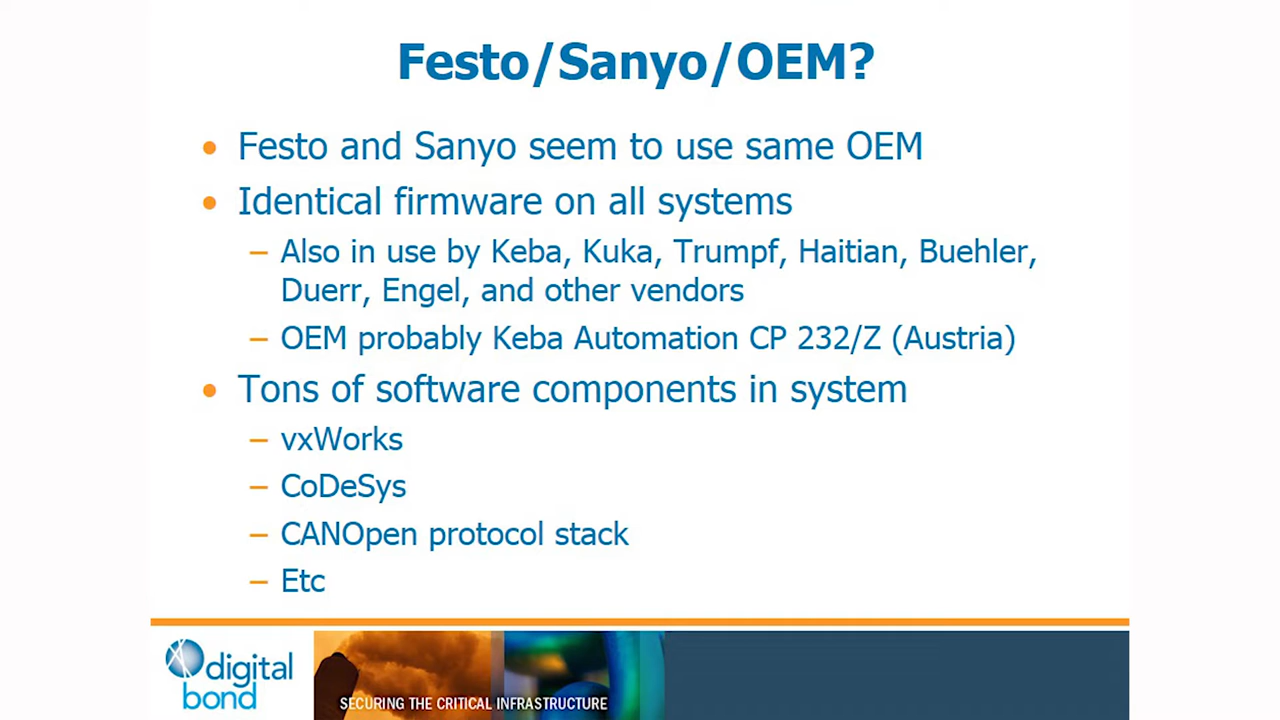 Festo/Sanyo/OEM?
• Festo and Sanyo seem to use same OEM
• Identical firmware on all systems
– Also in use by Keba, Kuka, Trumpf, Haitian, Buehler,
Duerr, Engel, and other vendors
– OEM probably Keba Automation CP 232/Z (Austria)
• Tons of software components in system
– vxWorks
– CoDeSys
– CANOpen protocol stack
– Etc
digital
bond
SECURING THE CRITICAL INFRASTRUCTURE